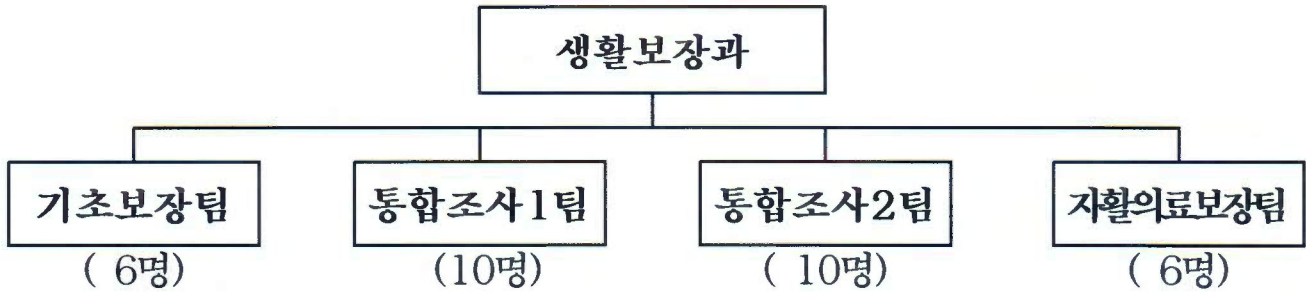 생활보장과
기초보장팀 통합조사1팀 통합조사2팀 자활의료보장팀
( 6명) (10명) ( 10명) ( 6명)